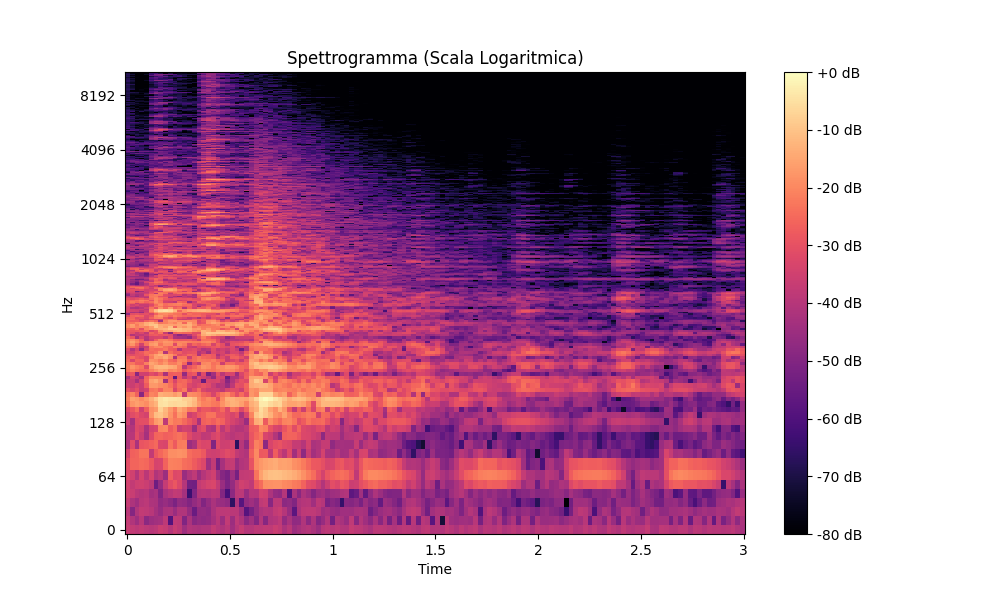 Spettrogramma (Scala Logaritmica)
8192
4096
2048
1024
512
256
128
64
0
Hz
0
0.5
1
1.5
2
2.5
3
Time
+0 dB
-10 dB
-20 dB
-30 dB
-40 dB
-50 dB
-60 dB
-70 dB
-80 dB